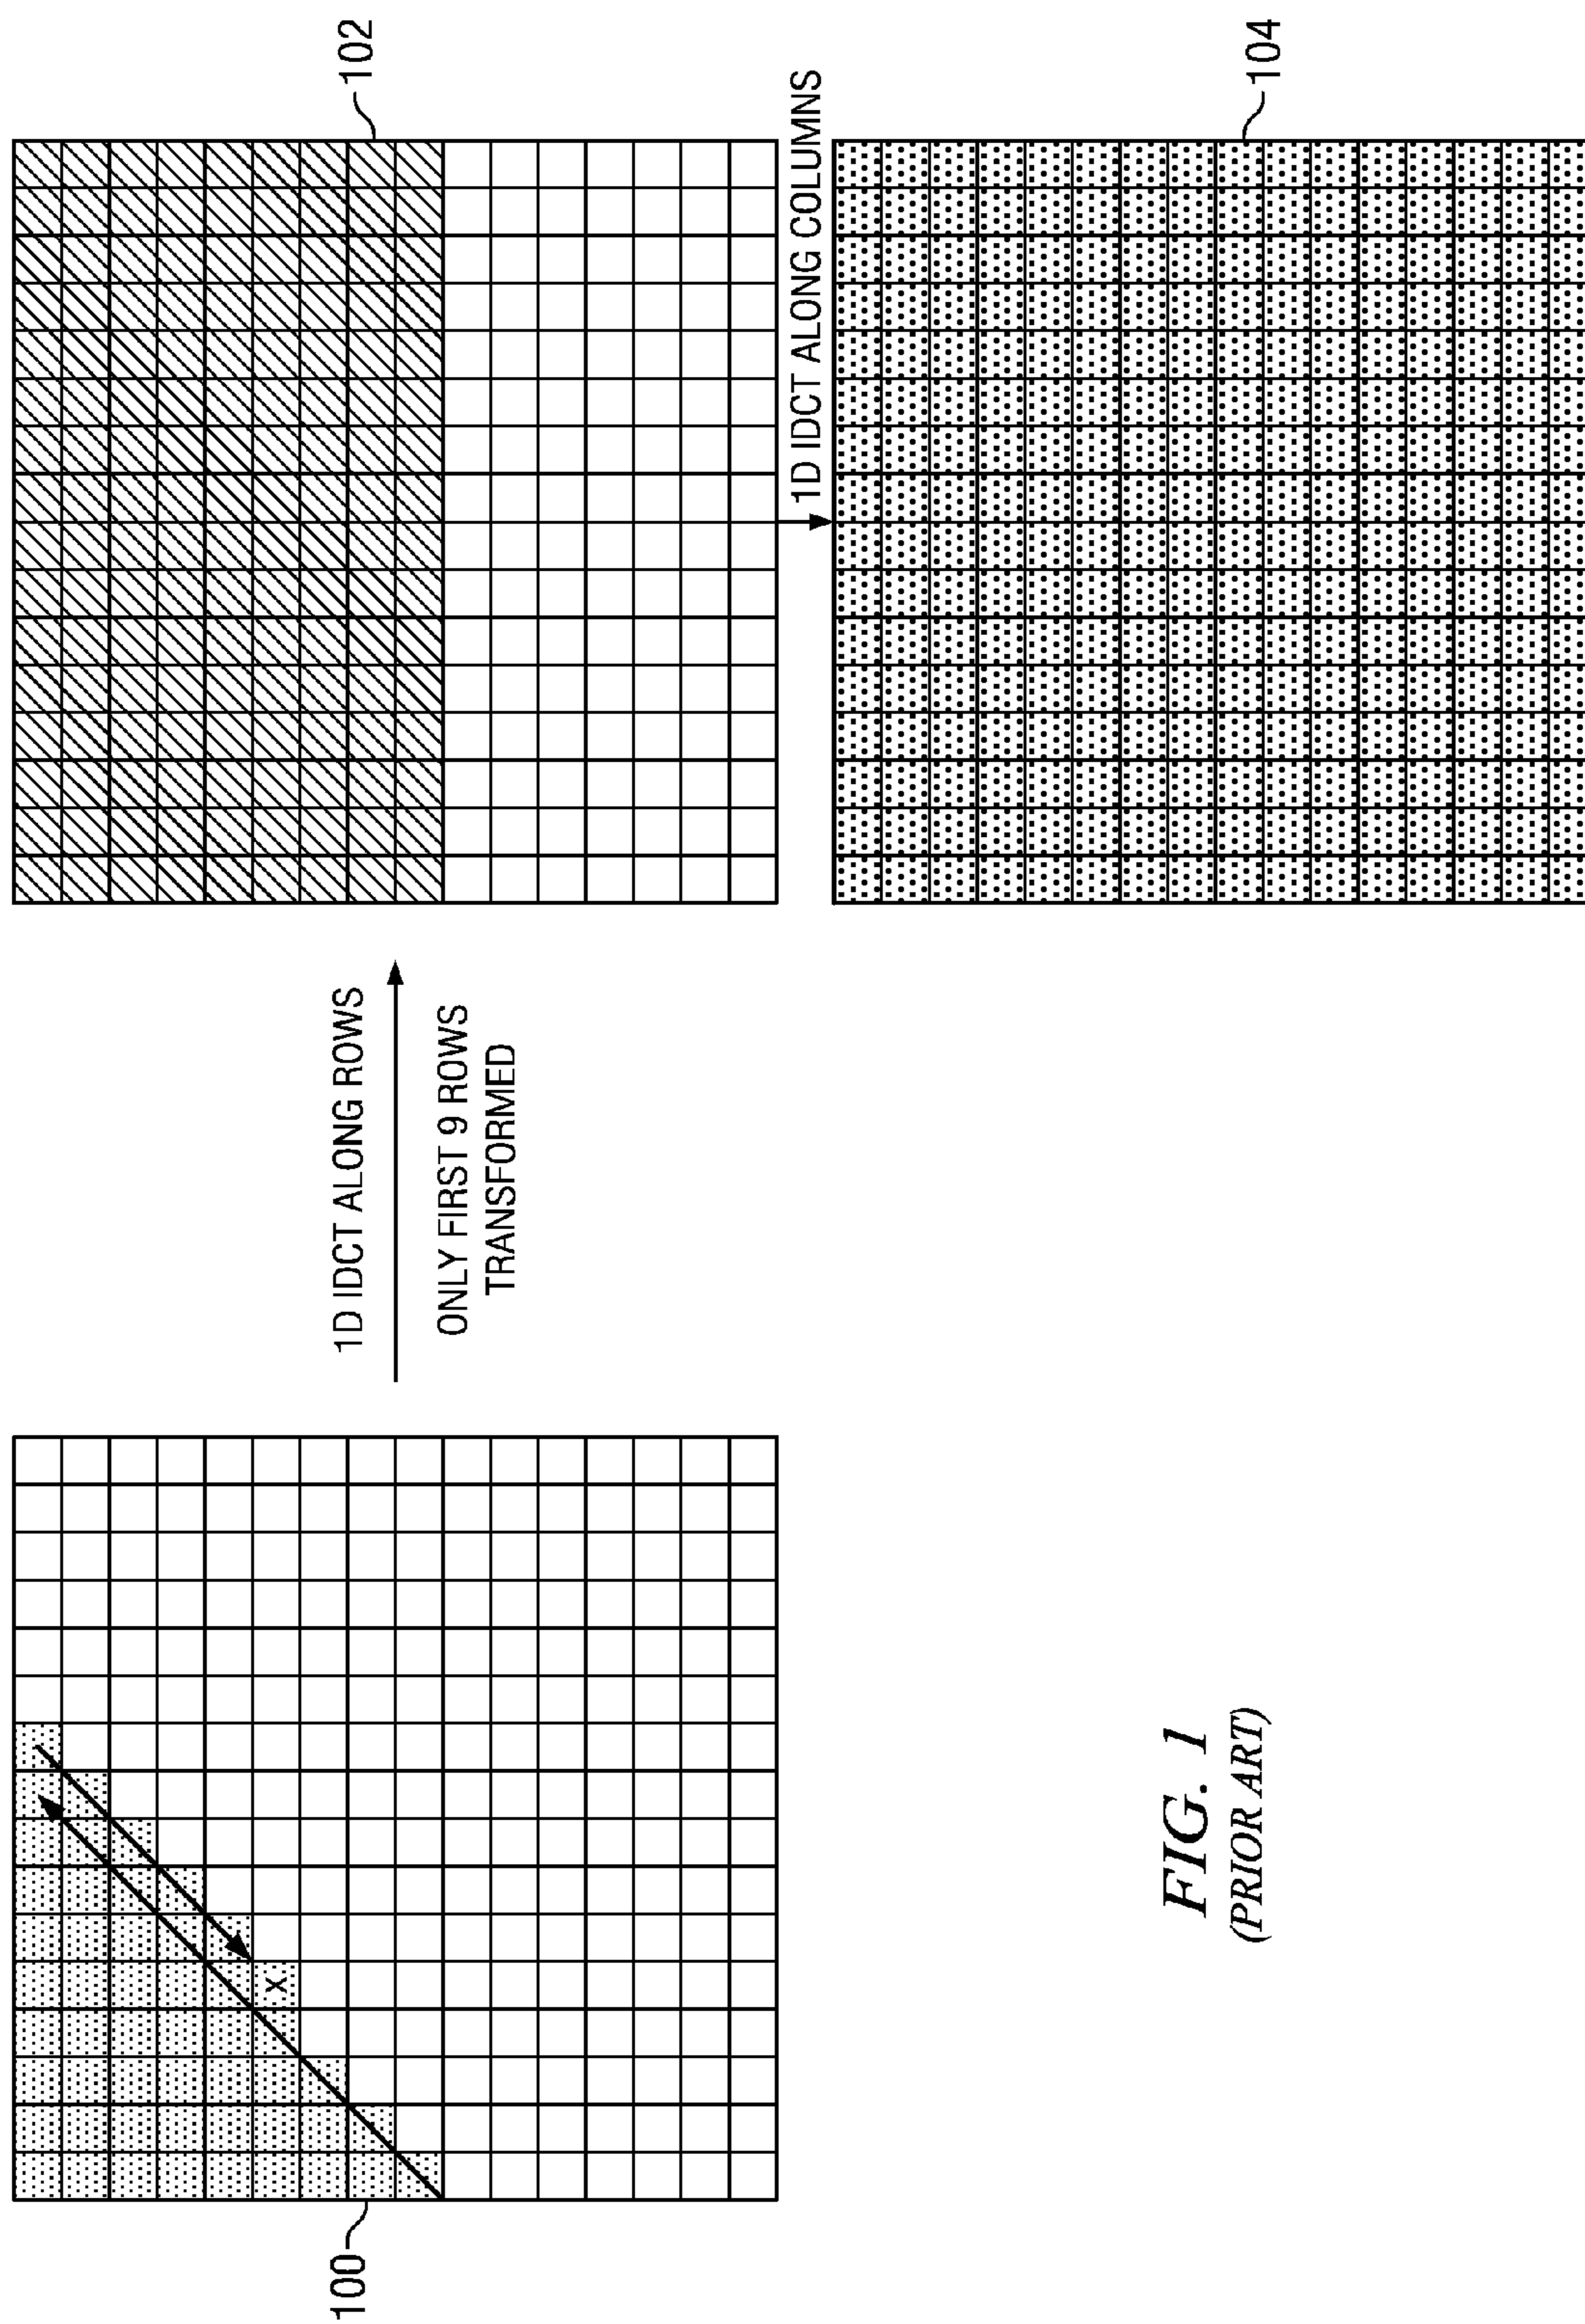 100
X
1D IDCT ALONG ROWS
ONLY FIRST 9 ROWS
TRANSFORMED
102
1D IDCT ALONG COLUMNS
104
FIG. 1
(PRIOR ART)